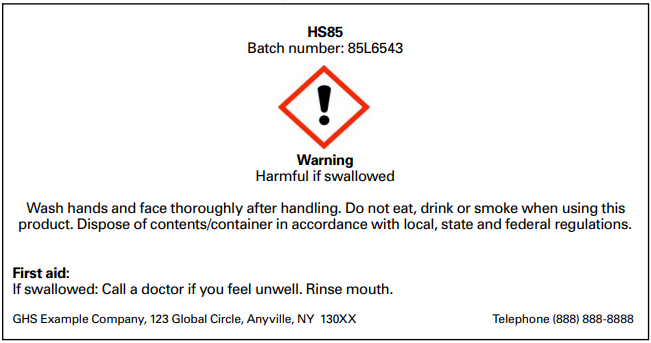 HS85
Batch number: 85L6543
Warning
Harmful if swallowed
Wash hands and face thoroughly after handling. Do not eat, drink or smoke when using this
product. Dispose of contents/container in accordance with local, state and federal regulations.
First aid:
If swallowed: Call a doctor if you feel unwell. Rinse mouth.
GHS Example Company, 123 Global Circle, Anyville, NY 130XX Telephone (888) 888-8888